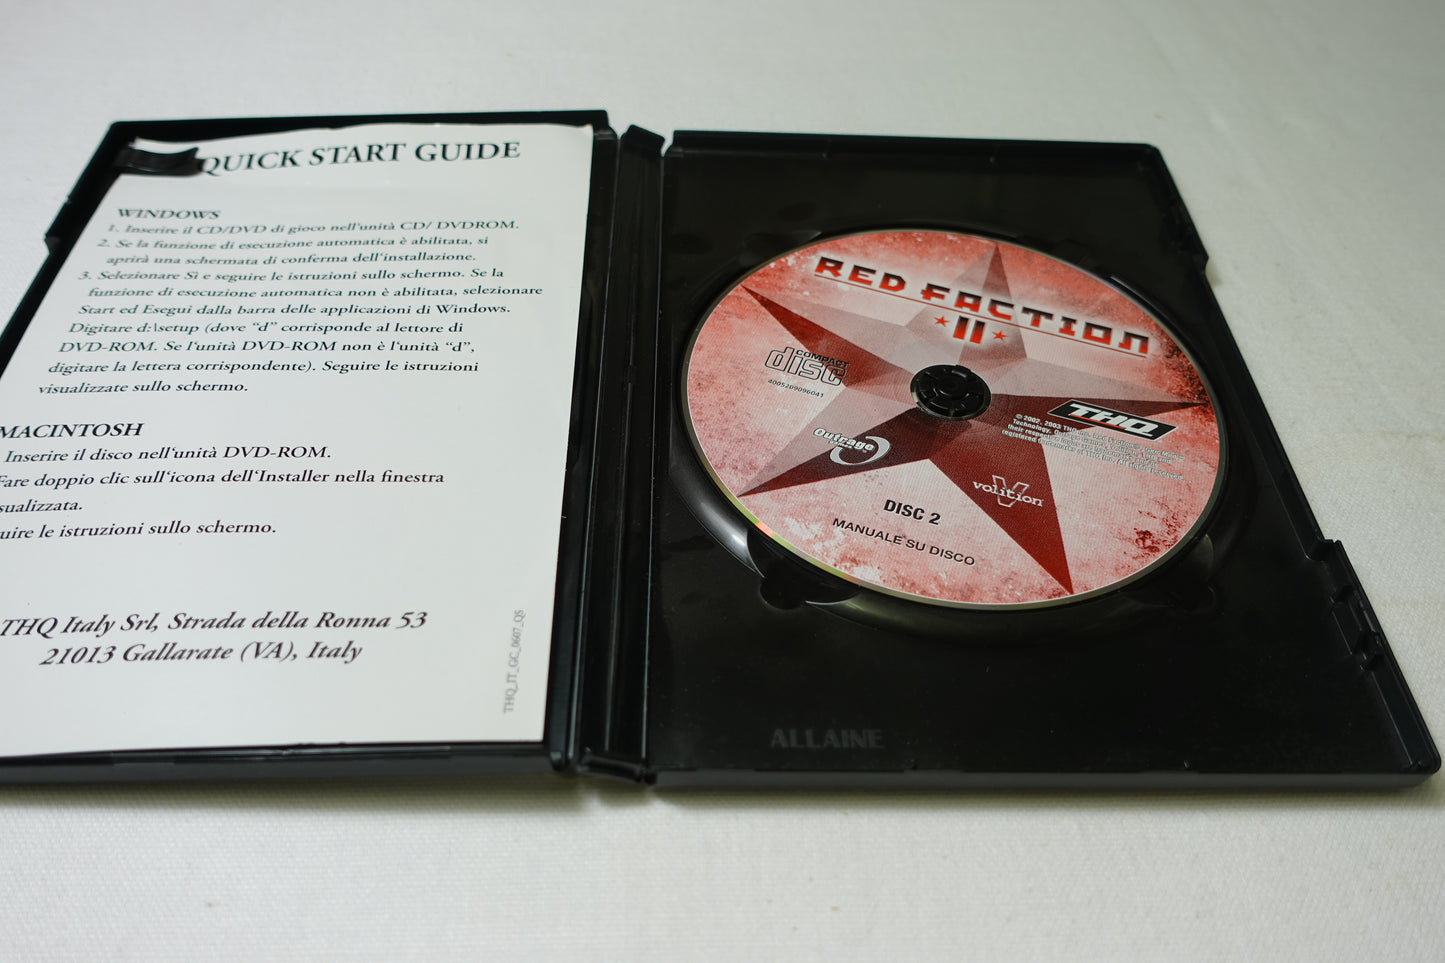 QUICK START GUIDE
WINDOWS
1. Inserire il CD/DVD di gioco nell'unità CD/ DVDROM.
2. Se la funzione di esecuzione automatica è abilitata, si
aprirà una schermata di conferma dell'installazione.
3. Selezionare Sì e seguire le istruzioni sullo schermo. Se la
funzione di esecuzione automatica non è abilitata, selezionare
Start ed Esegui dalla barra delle applicazioni di Windows.
Digitare d:\setup (dove “d” corrisponde al lettore di
DVD-ROM. Se l'unità DVD-ROM non è l'unità “d”,
digitare la lettera corrispondente). Seguire le istruzioni
visualizzate sullo schermo.
MACINTOSH
Inserire il disco nell'unità DVD-ROM.
Fare doppio clic sull'icona dell'Installer nella finestra
sualizzata.
uire le istruzioni sullo schermo.
THQ Italy Srl, Strada della Ronna 53
21013 Gallarate (VA), Italy
THQ_IT_GC_0607_QS
RED FACTION
II
COMPACT
disc
4005209096041
THQ
© 2002, 2003 THQ
Outrage
volition
V
DISC 2
MANUALE SU DISCO
ALLAINE